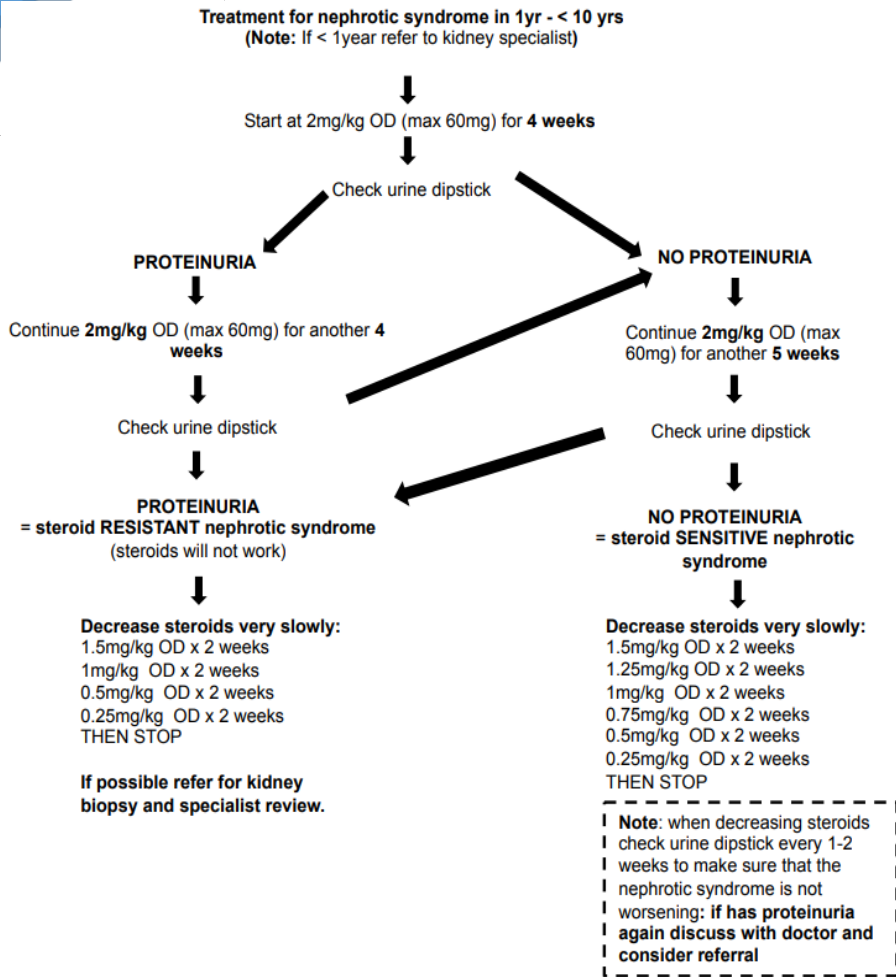 Treatment for nephrotic syndrome in 1yr - < 10 yrs
(Note: If < 1year refer to kidney specialist)
Start at 2mg/kg OD (max 60mg) for 4 weeks
Check urine dipstick
PROTEINURIA
Continue 2mg/kg OD (max 60mg) for another 4
weeks
Check urine dipstick
PROTEINURIA
= steroid RESISTANT nephrotic syndrome
(steroids will not work)
Decrease steroids very slowly:
1.5mg/kg OD x 2 weeks
1mg/kg OD x 2 weeks
0.5mg/kg OD x 2 weeks
0.25mg/kg OD x 2 weeks
THEN STOP
If possible refer for kidney
biopsy and specialist review.
NO PROTEINURIA
Continue 2mg/kg OD (max
60mg) for another 5 weeks
Check urine dipstick
NO PROTEINURIA
= steroid SENSITIVE nephrotic
syndrome
Decrease steroids very slowly:
1.5mg/kg OD x 2 weeks
1.25mg/kg OD x 2 weeks
1mg/kg OD x 2 weeks
0.75mg/kg OD x 2 weeks
0.5mg/kg OD x 2 weeks
0.25mg/kg OD x 2 weeks
THEN STOP
Note: when decreasing steroids
check urine dipstick every 1-2
weeks to make sure that the
nephrotic syndrome is not
worsening: if has proteinuria
again discuss with doctor and
consider referral